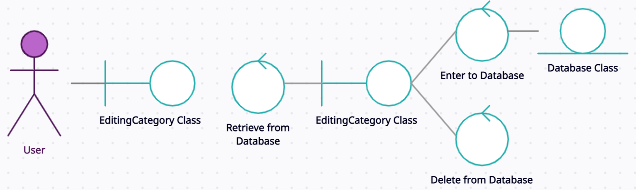 User
EditingCategory Class
Retrieve from
Database
EditingCategory Class
Enter to Database
Database Class
Delete from Database